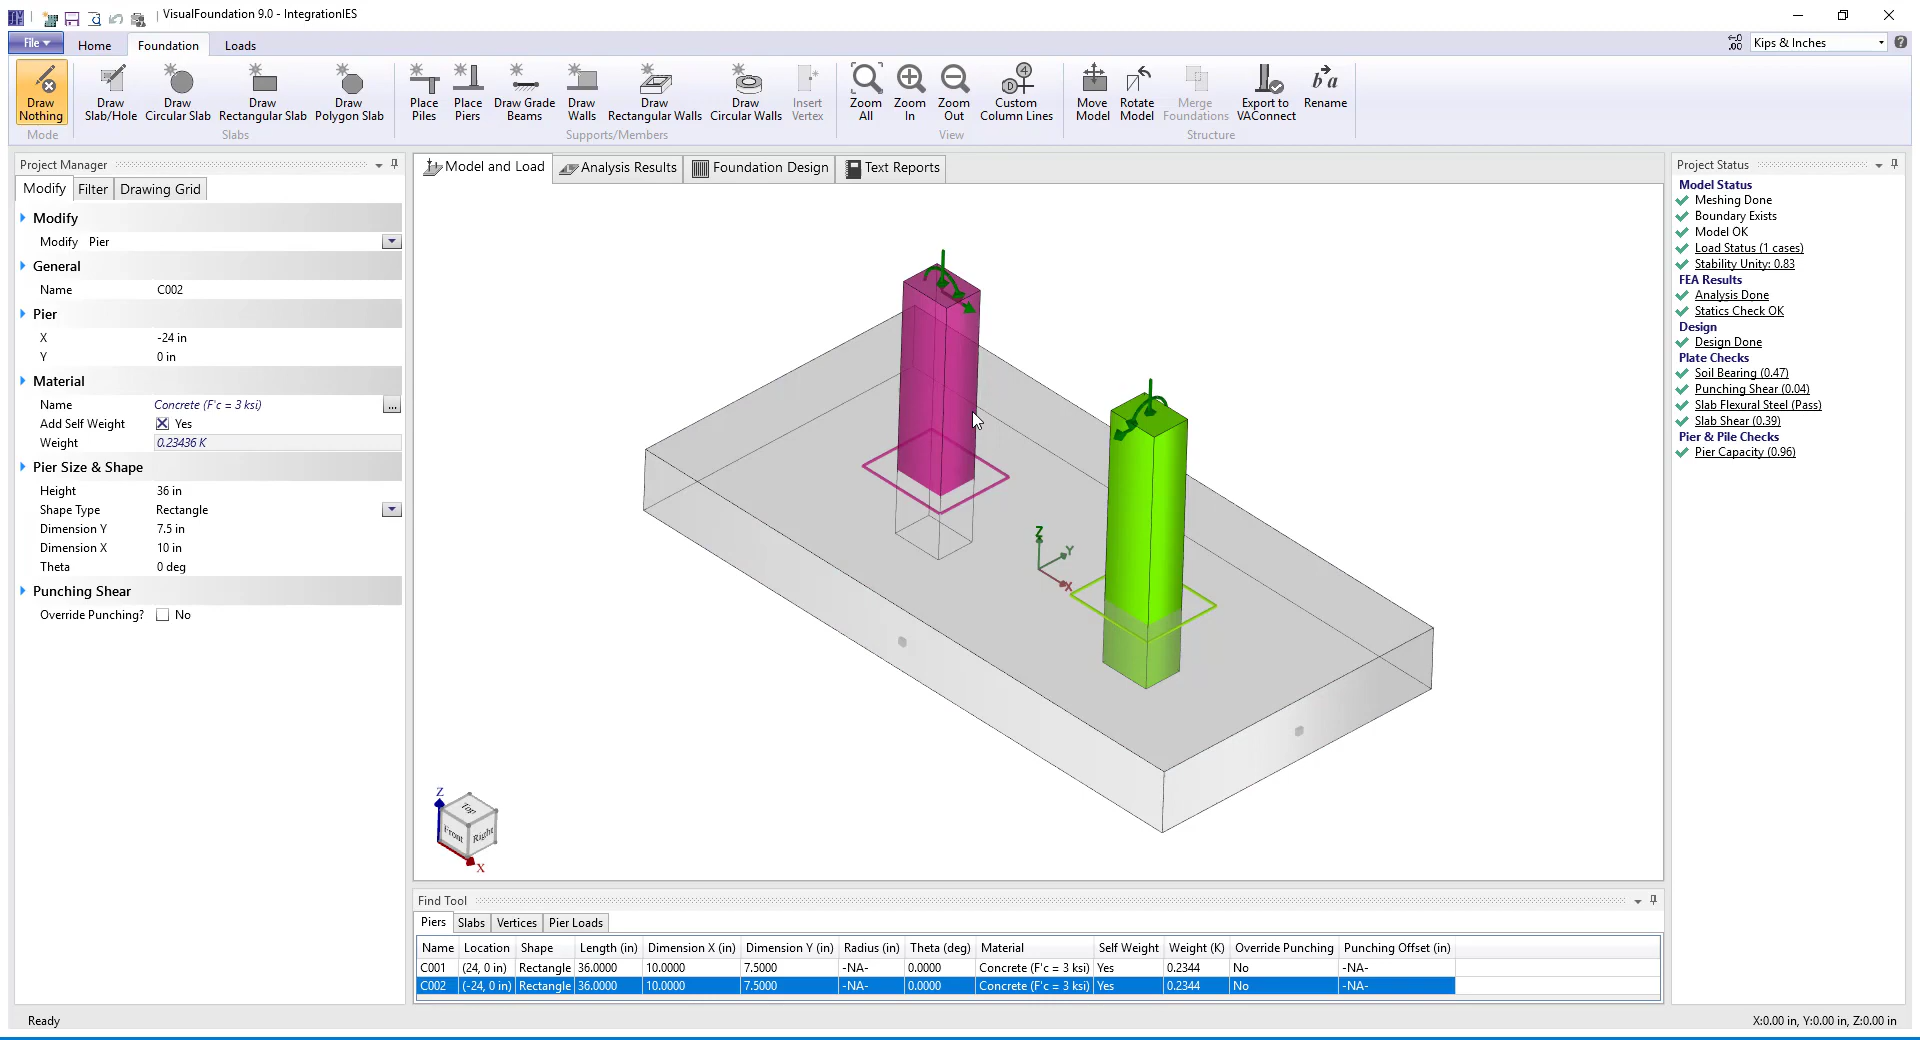 VisualFoundation 9.0 - IntegrationIES
File
Home
Foundation
Loads
Kips & Inches
Draw Nothing
Mode
Draw Slab/Hole
Draw Circular Slab
Draw Rectangular Slab
Draw Polygon Slab
Slabs
Place Piles
Place Piers
Draw Grade Beams
Draw Walls
Draw Rectangular Walls
Draw Circular Walls
Insert Vertex
Supports/Members
Zoom All
Zoom In
Zoom Out
Custom Column Lines
View
Move Model
Rotate Model
Merge Foundations
Export to VAConnect
Rename
Structure
Project Manager
Modify
Filter
Drawing Grid
Modify
Modify Pier
General
Name C002
Pier
X -24 in
Y 0 in
Material
Name Concrete (F'c = 3 ksi)
Add Self Weight Yes
Weight 0.23436 K
Pier Size & Shape
Height 36 in
Shape Type Rectangle
Dimension Y 7.5 in
Dimension X 10 in
Theta 0 deg
Punching Shear
Override Punching? No
Model and Load
Analysis Results
Foundation Design
Text Reports
Z
Y
X
Z
Top
Front
Right
X
Find Tool
Piers
Slabs
Vertices
Pier Loads
Name Location Shape Length (in) Dimension X (in) Dimension Y (in) Radius (in) Theta (deg) Material Self Weight Weight (K) Override Punching Punching Offset (in)
C001 (24, 0 in) Rectangle 36.0000 10.0000 7.5000 -NA- 0.0000 Concrete (F'c = 3 ksi) Yes 0.2344 No -NA-
C002 (-24, 0 in) Rectangle 36.0000 10.0000 7.5000 -NA- 0.0000 Concrete (F'c = 3 ksi) Yes 0.2344 No -NA-
Project Status
Model Status
Meshing Done
Boundary Exists
Model OK
Load Status (1 cases)
Stability Unity: 0.83
FEA Results
Analysis Done
Statics Check OK
Design
Design Done
Plate Checks
Soil Bearing (0.47)
Punching Shear (0.04)
Slab Flexural Steel (Pass)
Slab Shear (0.39)
Pier & Pile Checks
Pier Capacity (0.96)
Ready
X:0.00 in, Y:0.00 in, Z:0.00 in